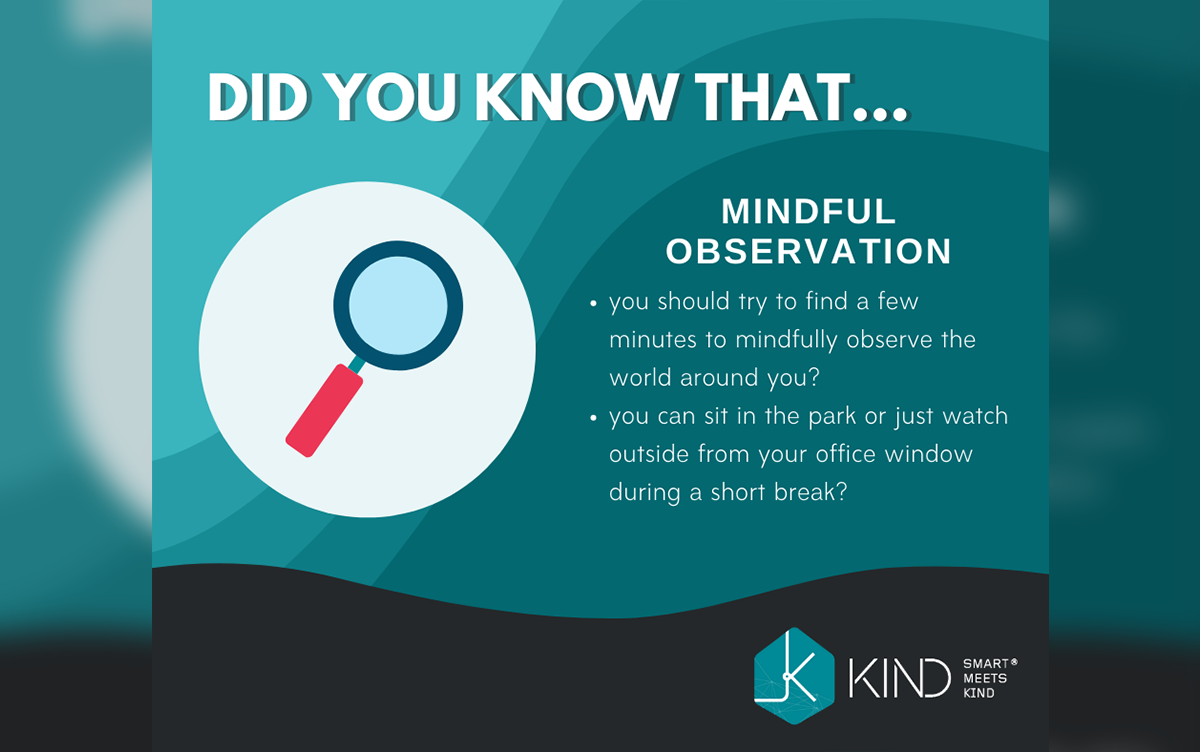 DID YOU KNOW THAT...
MINDFUL
OBSERVATION
• you should try to find a few
minutes to mindfully observe the
world around you?
• you can sit in the park or just watch
outside from your office window
during a short break?
KIND
SMART®
MEETS
KIND